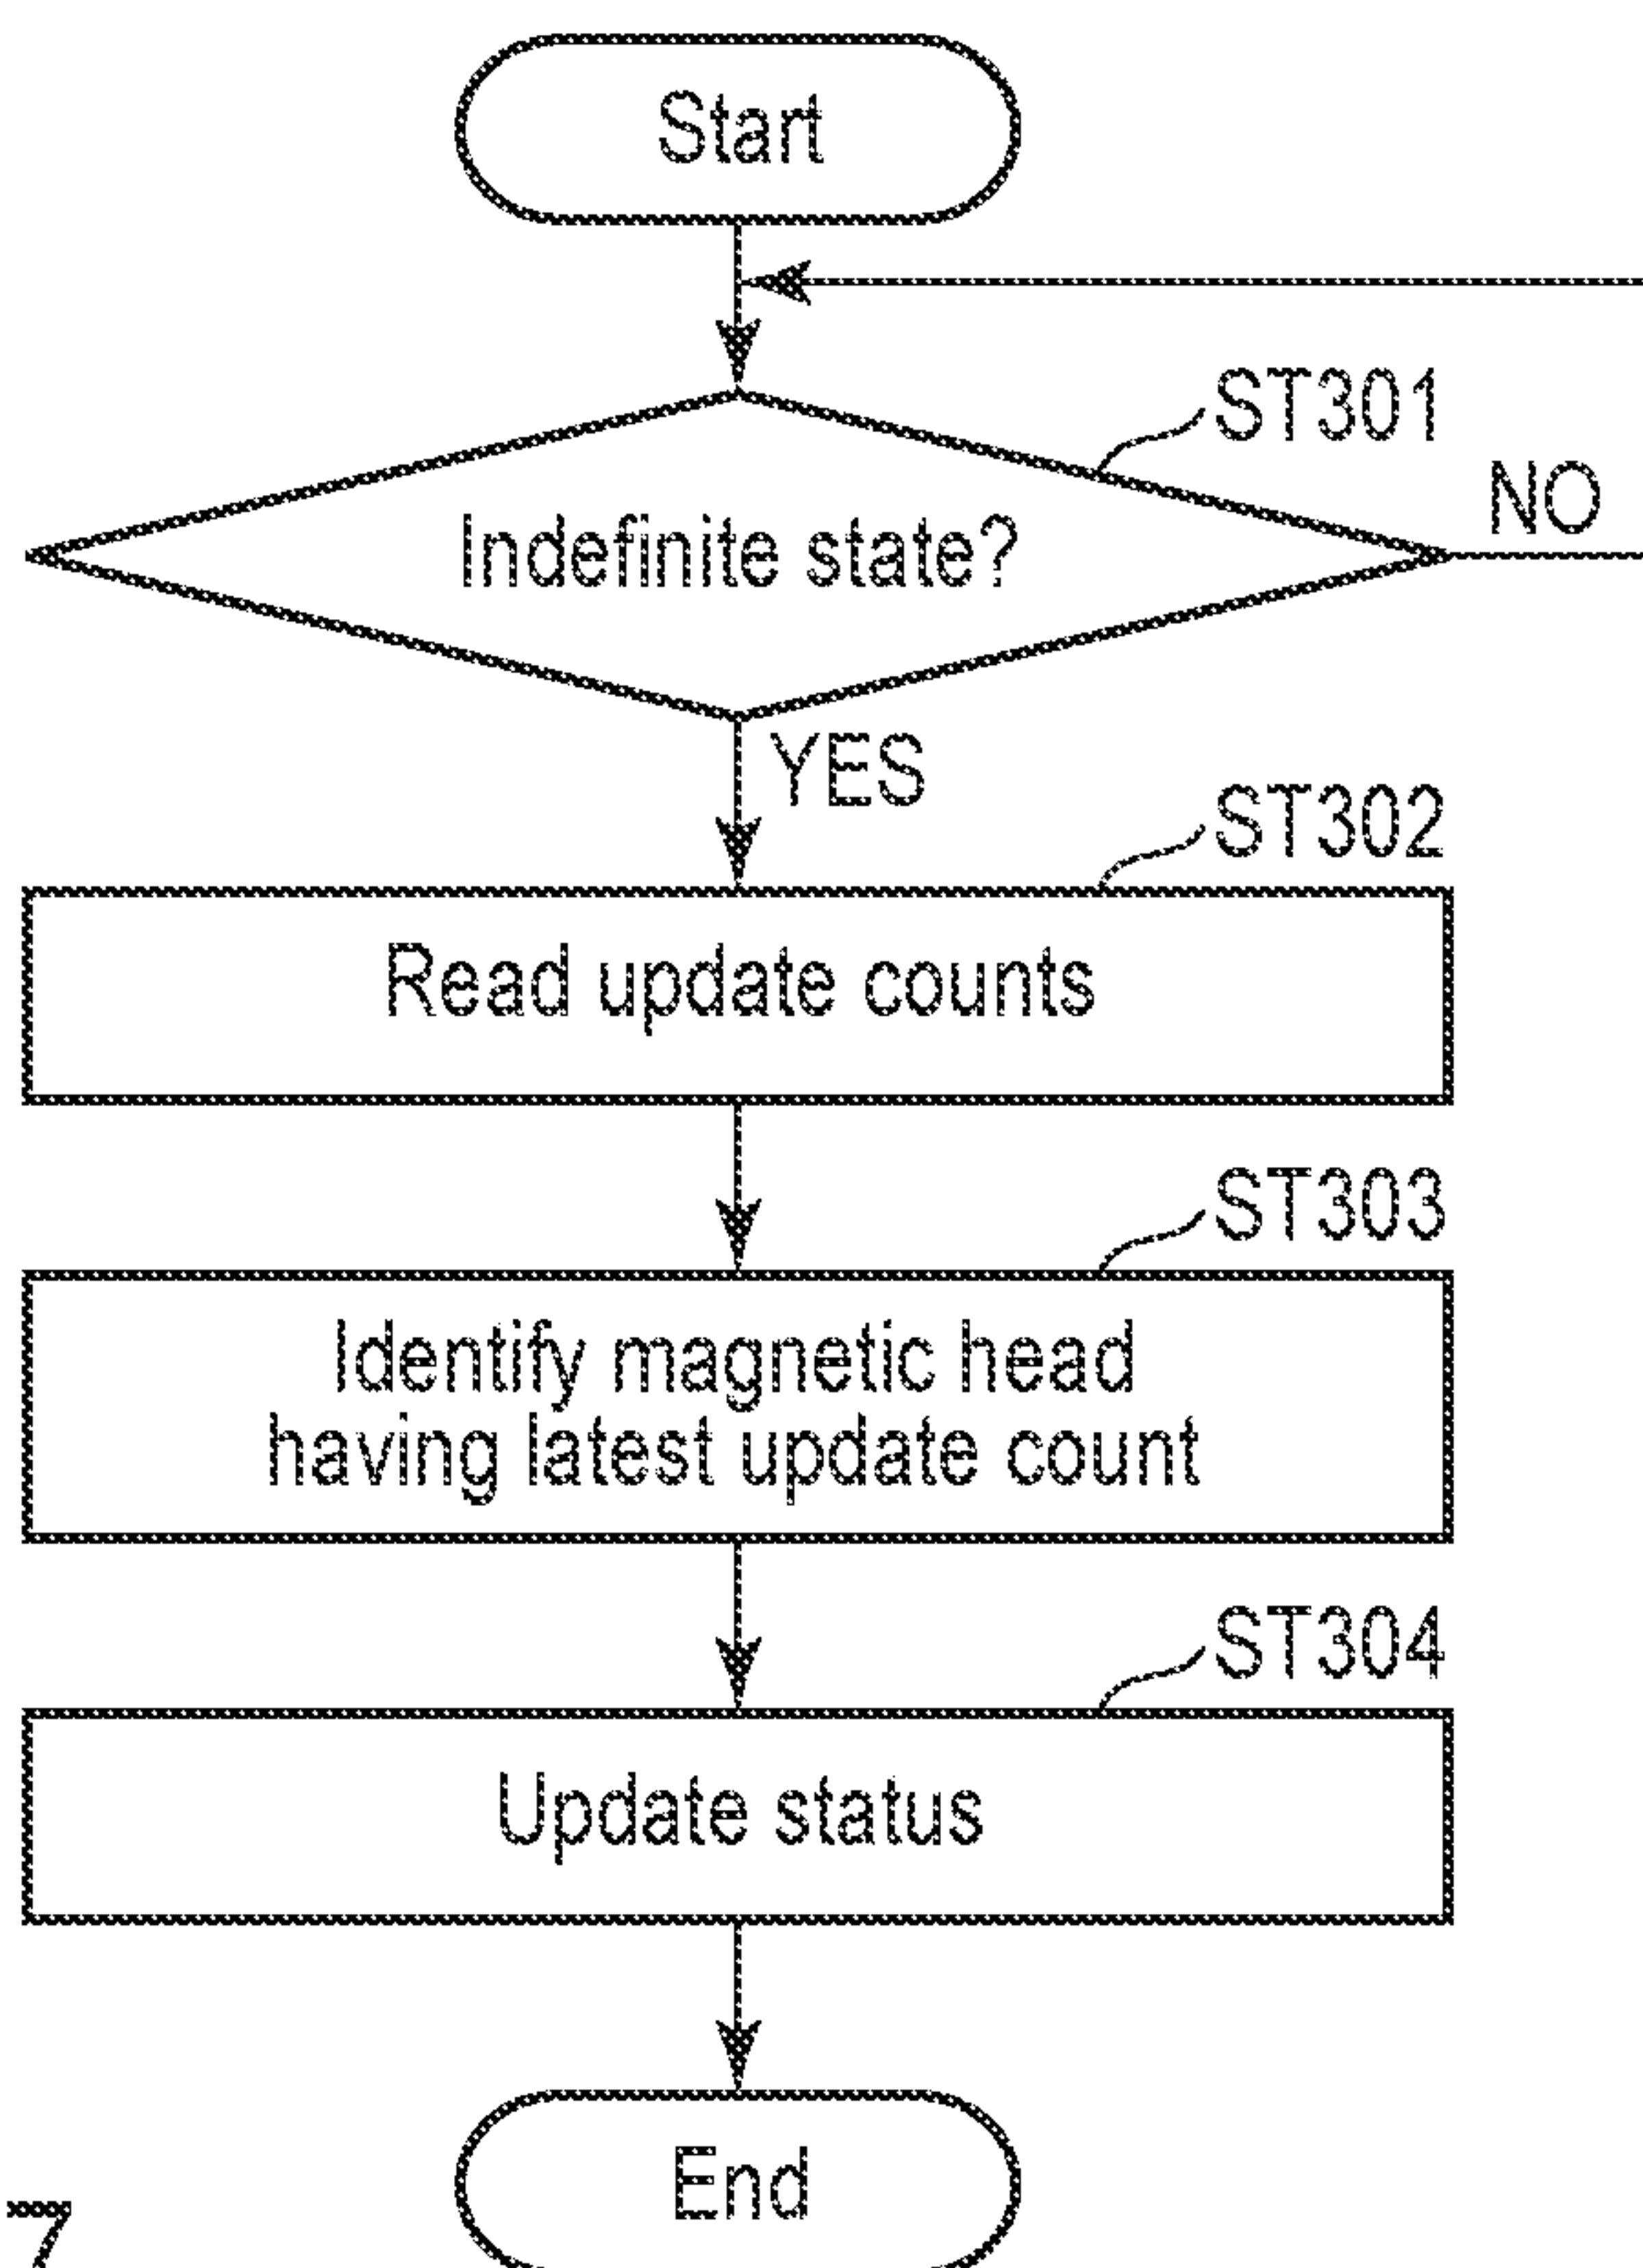 Start
ST301
Indefinite state?
NO
YES
ST302
Read update counts
ST303
Identify magnetic head
having latest update count
ST304
Update status
End
7